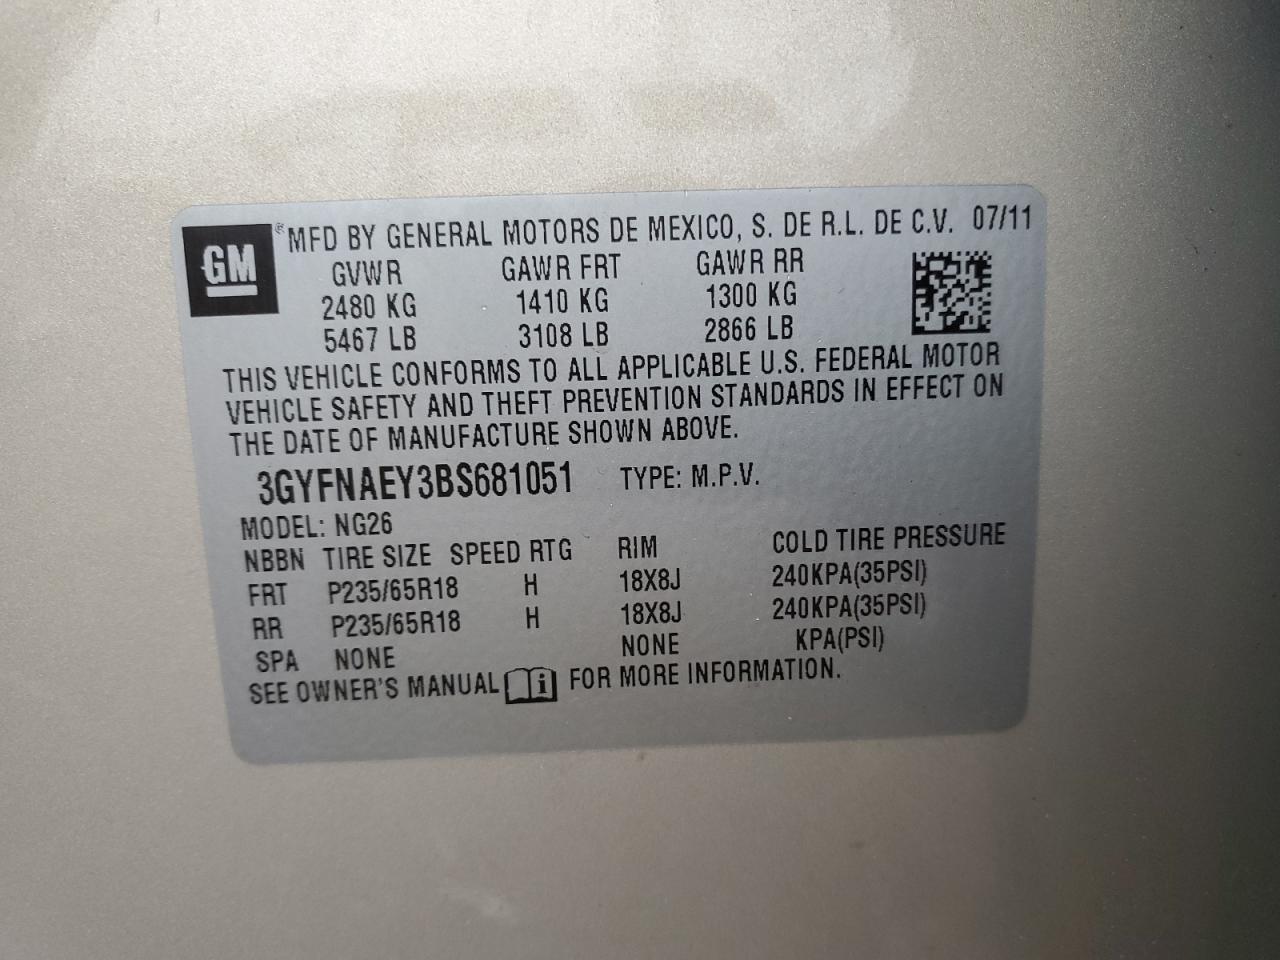 GM ® MFD BY GENERAL MOTORS DE MEXICO, S. DE R.L. DE C.V. 07/11
GVWR GAWR FRT GAWR RR
2480 KG 1410 KG 1300 KG
5467 LB 3108 LB 2866 LB
THIS VEHICLE CONFORMS TO ALL APPLICABLE U.S. FEDERAL MOTOR
VEHICLE SAFETY AND THEFT PREVENTION STANDARDS IN EFFECT ON
THE DATE OF MANUFACTURE SHOWN ABOVE.
3GYFNAEY3BS681051 TYPE: M.P.V.
MODEL: NG26
NBBN TIRE SIZE SPEED RTG RIM COLD TIRE PRESSURE
FRT P235/65R18 H 18X8J 240KPA(35PSI)
RR P235/65R18 H 18X8J 240KPA(35PSI)
SPA NONE NONE KPA(PSI)
SEE OWNER'S MANUAL i FOR MORE INFORMATION.